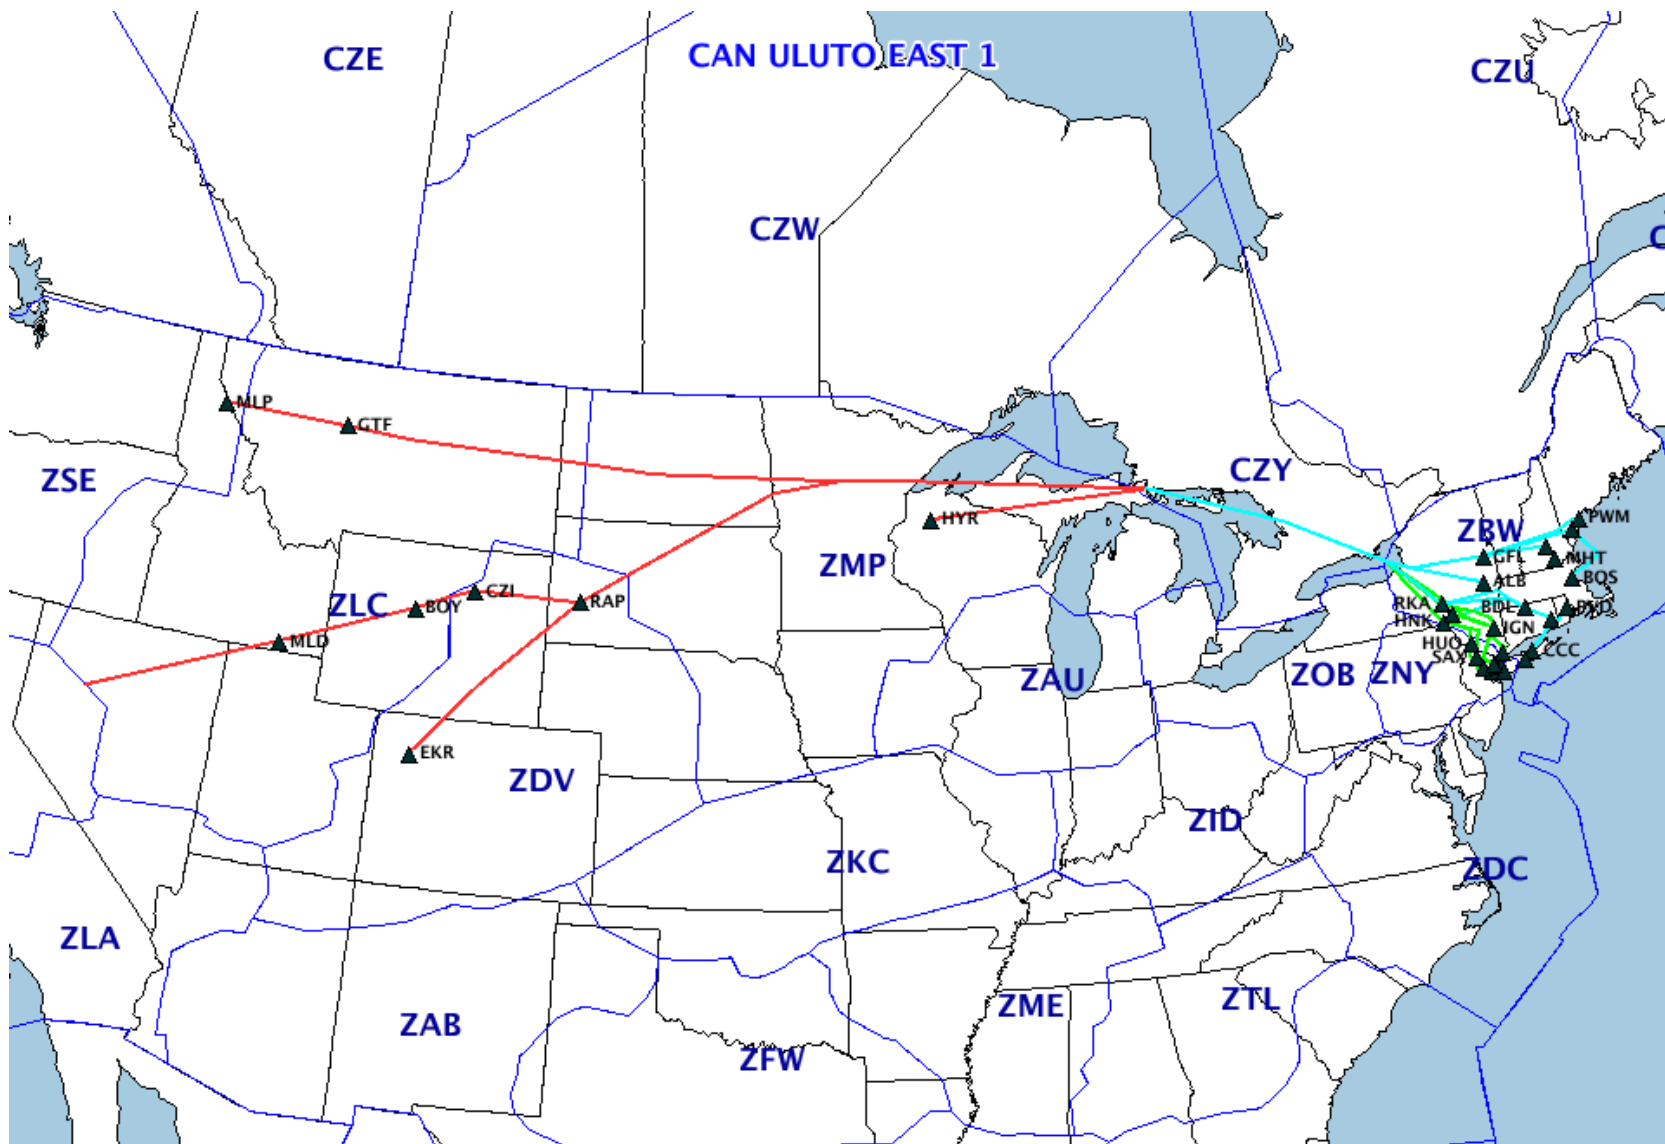 CAN ULUTO EAST 1
CZE
CZU
CZW
C
MLP
GTF
ZSE
CZY
HYR
PWM
ZBW
GFL
MHT
ZMP
ALB
BOS
CZI
RAP
ZLC
BOY
RKA
BDL
PVD
HNK
IGN
MLD
HUO
CCC
SAX
ZAU
ZOB
ZNY
EKR
ZDV
ZID
ZKC
ZDC
ZLA
ZME
ZTL
ZAB
ZFW